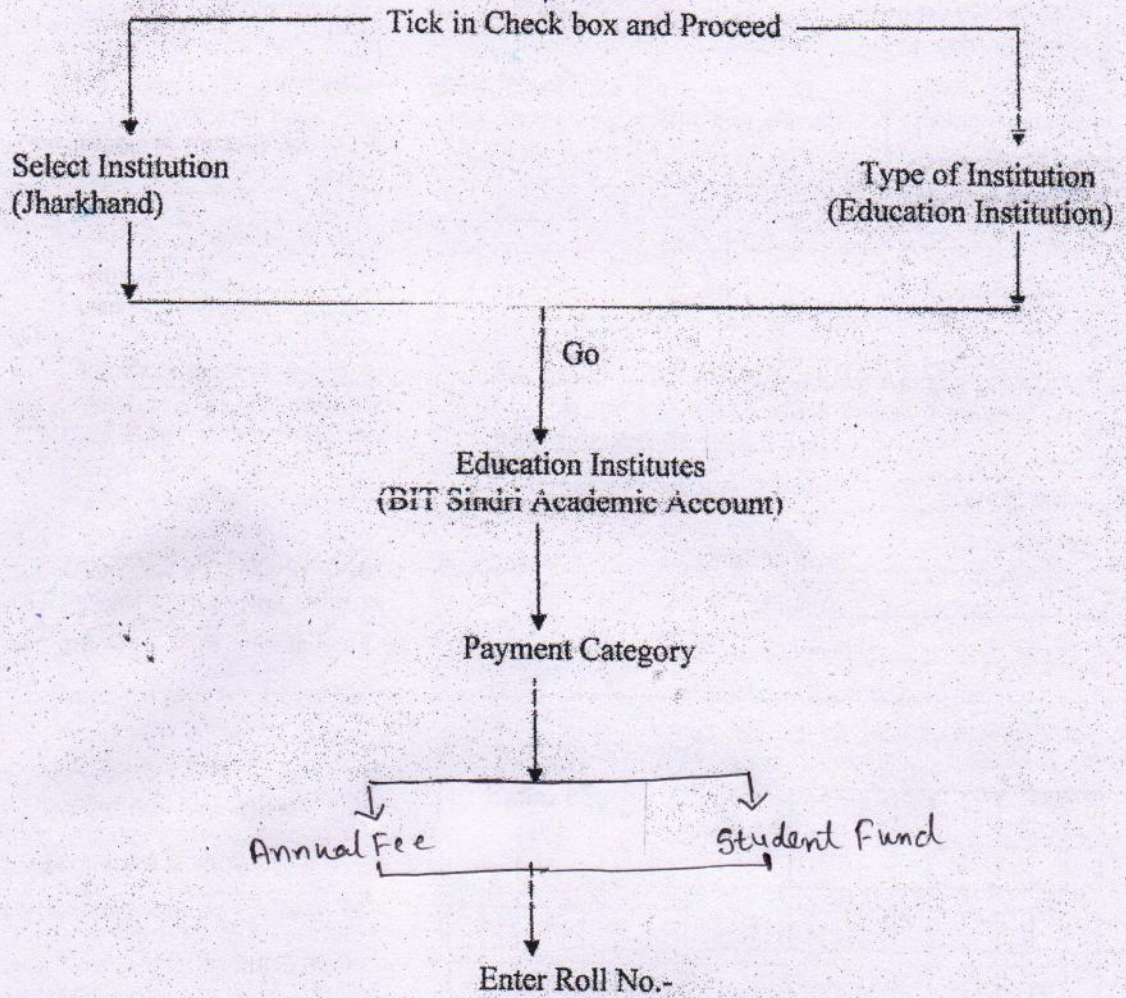 Tick in Check box and Proceed
Select Institution
(Jharkhand)
Type of Institution
(Education Institution)
Go
Education Institutes
(BIT Sindri Academic Account)
Payment Category
Annual Fee
Student Fund
Enter Roll No.-